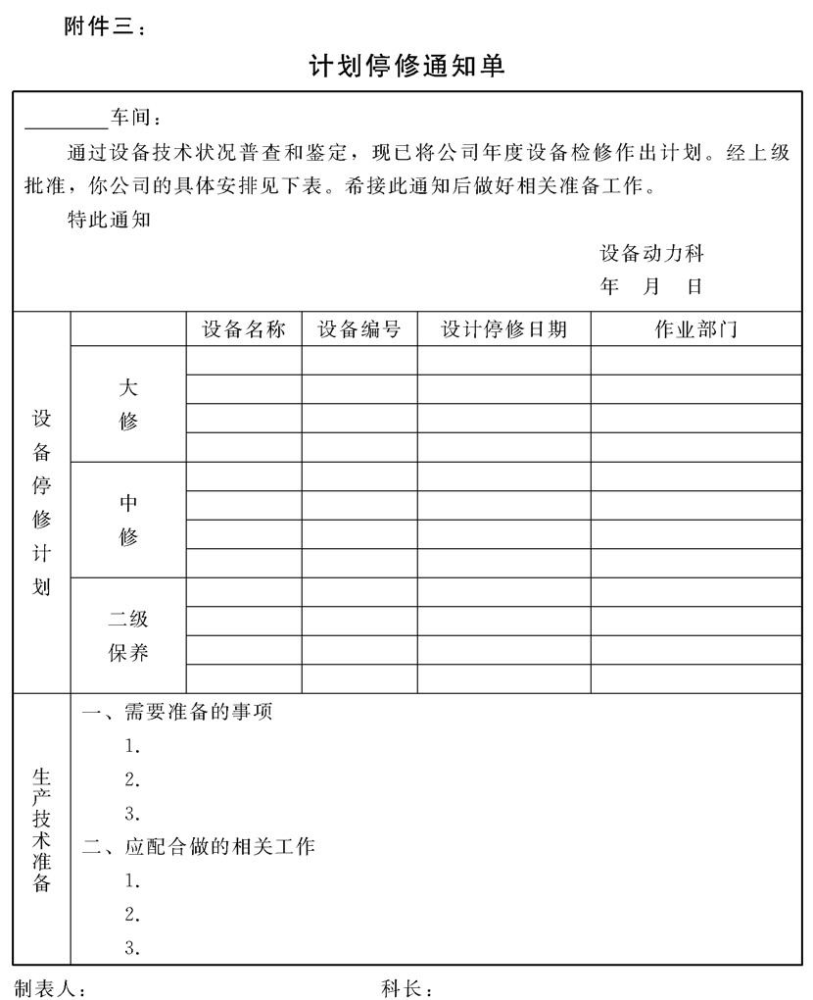 附件三：
计划停修通知单
________车间：
通过设备技术状况普查和鉴定，现已将公司年度设备检修作出计划。经上级
批准，你公司的具体安排见下表。希接此通知后做好相关准备工作。
特此通知
设备动力科
年 月 日
设备名称 设备编号 设计停修日期 作业部门
设备停修计划
大修
中修
二级
保养
生产技术准备
一、需要准备的事项
1.
2.
3.
二、应配合做的相关工作
1.
2.
3.
制表人： 科长：